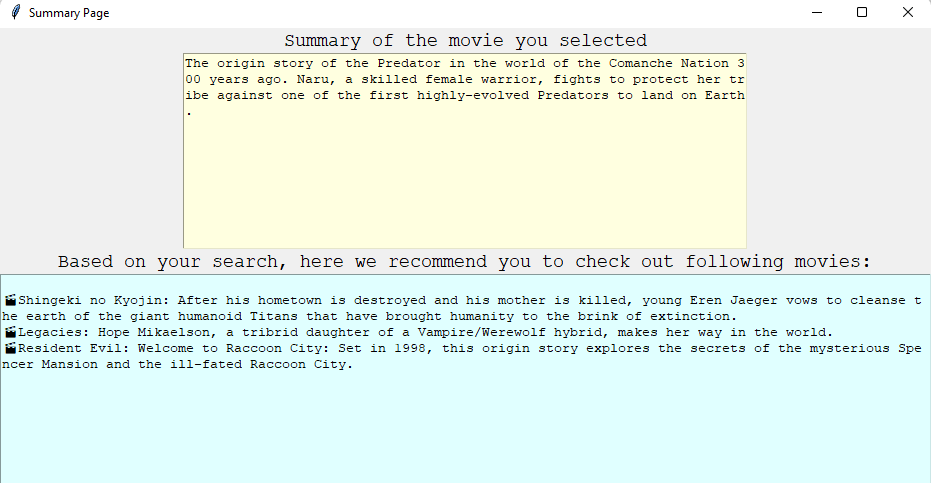 Summary Page
Summary of the movie you selected
The origin story of the Predator in the world of the Comanche Nation 3
00 years ago. Naru, a skilled female warrior, fights to protect her tr
ibe against one of the first highly-evolved Predators to land on Earth
.
Based on your search, here we recommend you to check out following movies:
🎬Shingeki no Kyojin: After his hometown is destroyed and his mother is killed, young Eren Jaeger vows to cleanse t
he earth of the giant humanoid Titans that have brought humanity to the brink of extinction.
🎬Legacies: Hope Mikaelson, a tribrid daughter of a Vampire/Werewolf hybrid, makes her way in the world.
🎬Resident Evil: Welcome to Raccoon City: Set in 1998, this origin story explores the secrets of the mysterious Spe
ncer Mansion and the ill-fated Raccoon City.